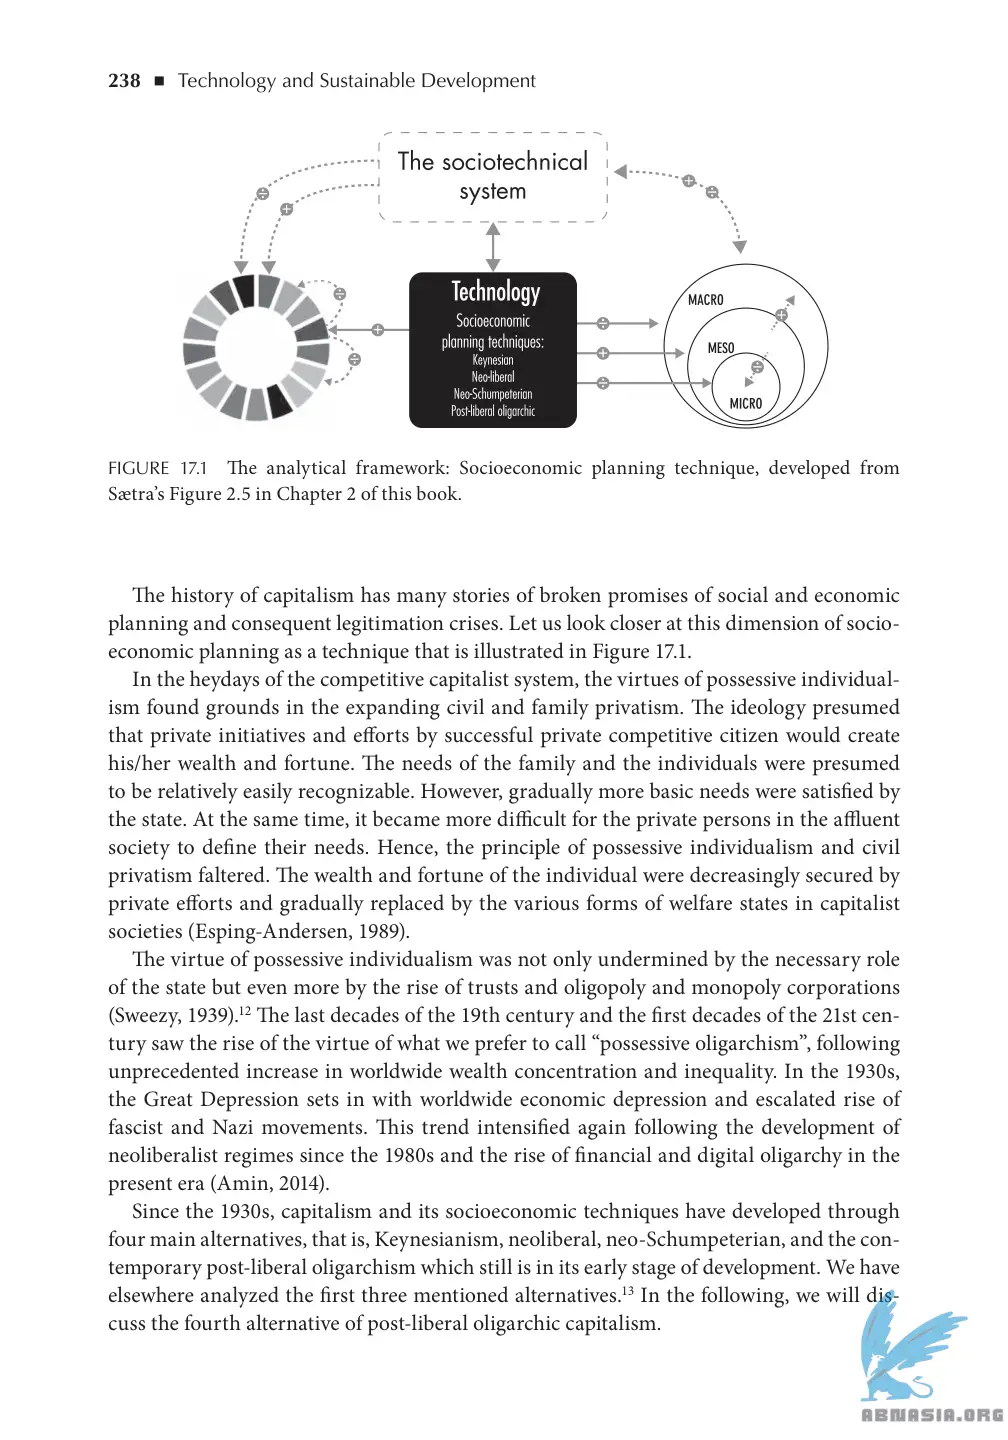 238 ■ Technology and Sustainable Development
The sociotechnical
system
÷
+
+
÷
÷
+
÷
Technology
Socioeconomic
planning techniques:
Keynesian
Neo-liberal
Neo-Schumpeterian
Post-liberal oligarchic
÷
+
÷
MACRO
+
MESO
÷
MICRO
FIGURE 17.1 The analytical framework: Socioeconomic planning technique, developed from
Sætra’s Figure 2.5 in Chapter 2 of this book.
The history of capitalism has many stories of broken promises of social and economic
planning and consequent legitimation crises. Let us look closer at this dimension of socio-
economic planning as a technique that is illustrated in Figure 17.1.
In the heydays of the competitive capitalist system, the virtues of possessive individual-
ism found grounds in the expanding civil and family privatism. The ideology presumed
that private initiatives and efforts by successful private competitive citizen would create
his/her wealth and fortune. The needs of the family and the individuals were presumed
to be relatively easily recognizable. However, gradually more basic needs were satisfied by
the state. At the same time, it became more difficult for the private persons in the affluent
society to define their needs. Hence, the principle of possessive individualism and civil
privatism faltered. The wealth and fortune of the individual were decreasingly secured by
private efforts and gradually replaced by the various forms of welfare states in capitalist
societies (Esping-Andersen, 1989).
The virtue of possessive individualism was not only undermined by the necessary role
of the state but even more by the rise of trusts and oligopoly and monopoly corporations
(Sweezy, 1939).¹² The last decades of the 19th century and the first decades of the 21st cen-
tury saw the rise of the virtue of what we prefer to call “possessive oligarchism”, following
unprecedented increase in worldwide wealth concentration and inequality. In the 1930s,
the Great Depression sets in with worldwide economic depression and escalated rise of
fascist and Nazi movements. This trend intensified again following the development of
neoliberalist regimes since the 1980s and the rise of financial and digital oligarchy in the
present era (Amin, 2014).
Since the 1930s, capitalism and its socioeconomic techniques have developed through
four main alternatives, that is, Keynesianism, neoliberal, neo-Schumpeterian, and the con-
temporary post-liberal oligarchism which still is in its early stage of development. We have
elsewhere analyzed the first three mentioned alternatives.¹³ In the following, we will dis-
cuss the fourth alternative of post-liberal oligarchic capitalism.
ABNASIA.ORG